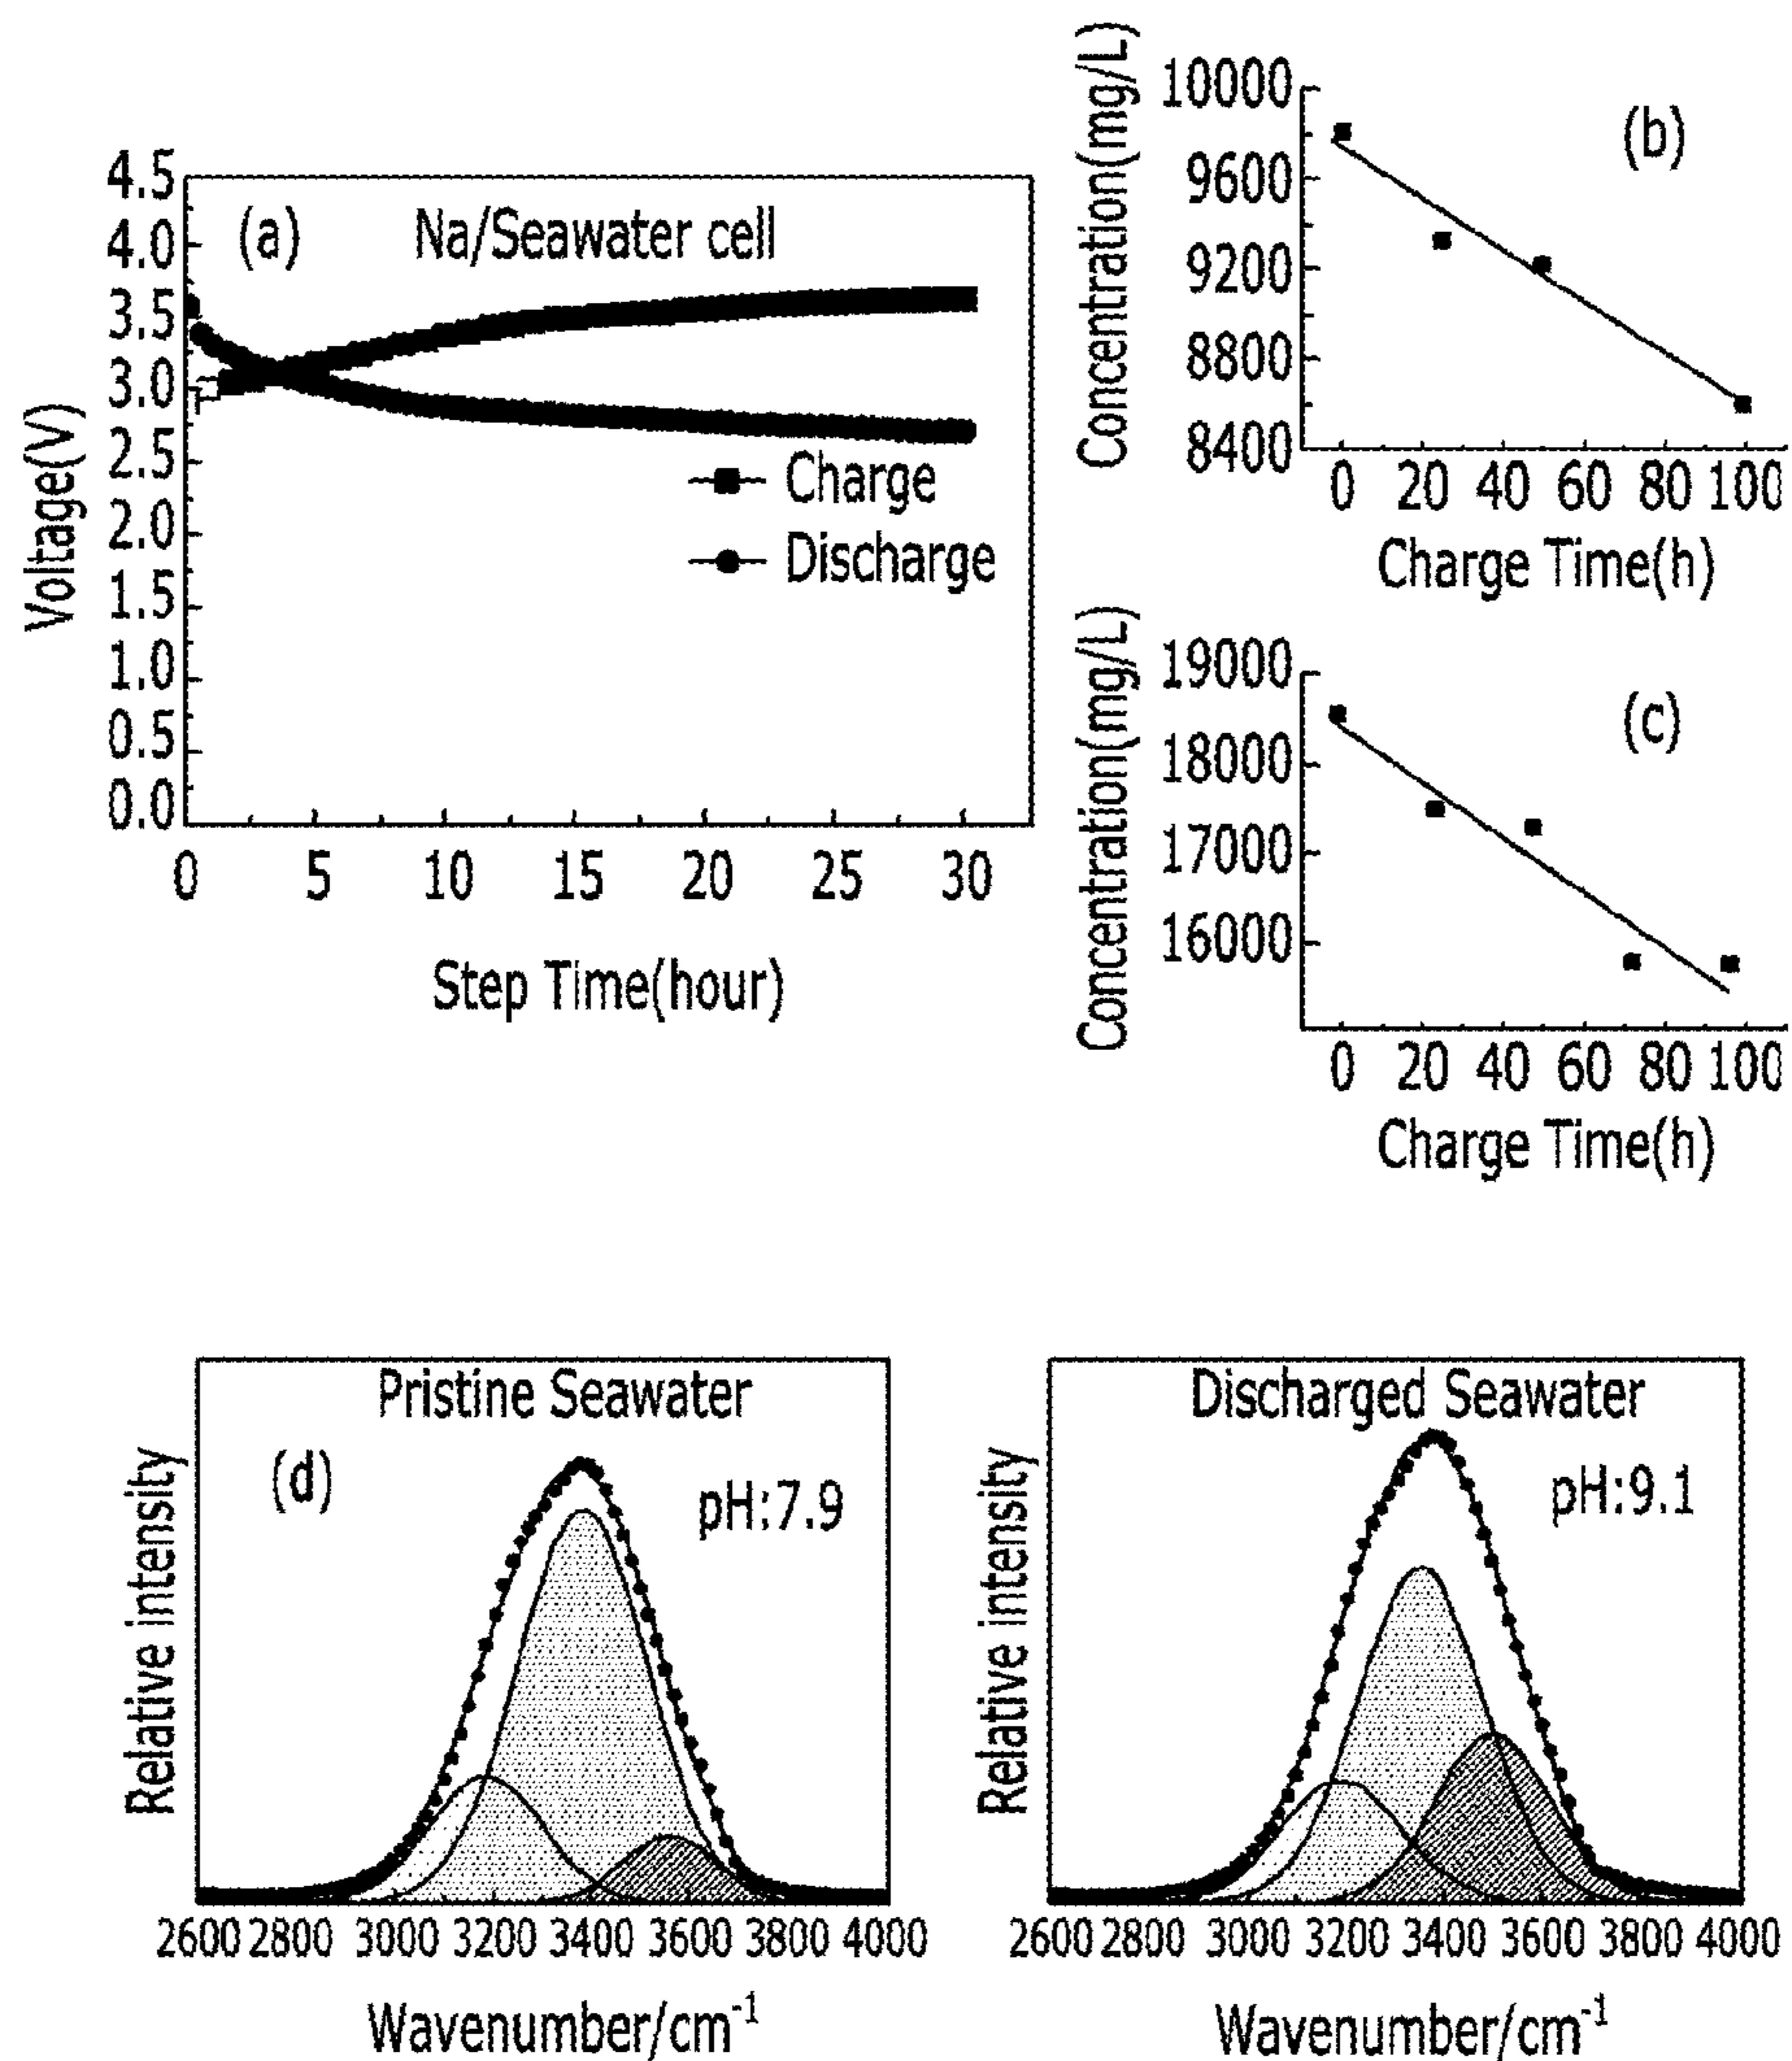 (a) Na/Seawater cell
4.5
4.0
3.5
3.0
2.5
2.0
1.5
1.0
0.5
0.0
Voltage(V)
Charge
Discharge
0 5 10 15 20 25 30
Step Time(hour)
(b)
10000
9600
9200
8800
8400
Concentration(mg/L)
0 20 40 60 80 100
Charge Time(h)
(c)
19000
18000
17000
16000
Concentration(mg/L)
0 20 40 60 80 100
Charge Time(h)
Pristine Seawater
(d)
pH:7.9
Relative intensity
2600 2800 3000 3200 3400 3600 3800 4000
Wavenumber/cm⁻¹
Discharged Seawater
pH:9.1
Relative intensity
2600 2800 3000 3200 3400 3600 3800 4000
Wavenumber/cm⁻¹